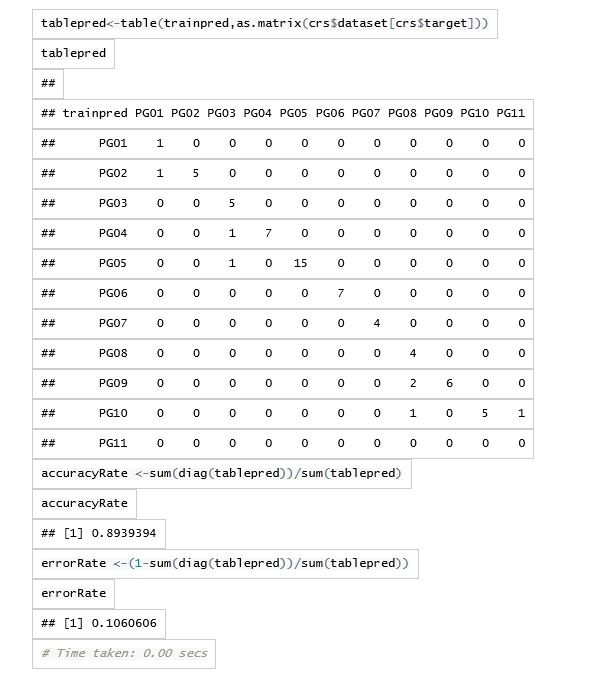 tablepred<-table(trainpred,as.matrix(crs$dataset[crs$target]))
tablepred
##
## trainpred PG01 PG02 PG03 PG04 PG05 PG06 PG07 PG08 PG09 PG10 PG11
## PG01 1 0 0 0 0 0 0 0 0 0 0
## PG02 1 5 0 0 0 0 0 0 0 0 0
## PG03 0 0 5 0 0 0 0 0 0 0 0
## PG04 0 0 1 7 0 0 0 0 0 0 0
## PG05 0 0 1 0 15 0 0 0 0 0 0
## PG06 0 0 0 0 0 7 0 0 0 0 0
## PG07 0 0 0 0 0 0 4 0 0 0 0
## PG08 0 0 0 0 0 0 0 4 0 0 0
## PG09 0 0 0 0 0 0 0 2 6 0 0
## PG10 0 0 0 0 0 0 0 1 0 5 1
## PG11 0 0 0 0 0 0 0 0 0 0 0
accuracyRate <-sum(diag(tablepred))/sum(tablepred)
accuracyRate
## [1] 0.8939394
errorRate <-(1-sum(diag(tablepred))/sum(tablepred))
errorRate
## [1] 0.1060606
# Time taken: 0.00 secs